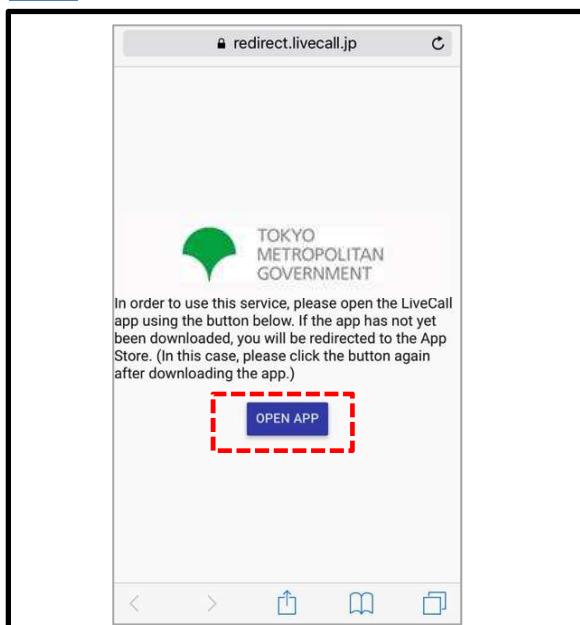 redirect.livecall.jp
TOKYO
METROPOLITAN
GOVERNMENT
In order to use this service, please open the LiveCall
app using the button below. If the app has not yet
been downloaded, you will be redirected to the App
Store. (In this case, please click the button again
after downloading the app.)
OPEN APP